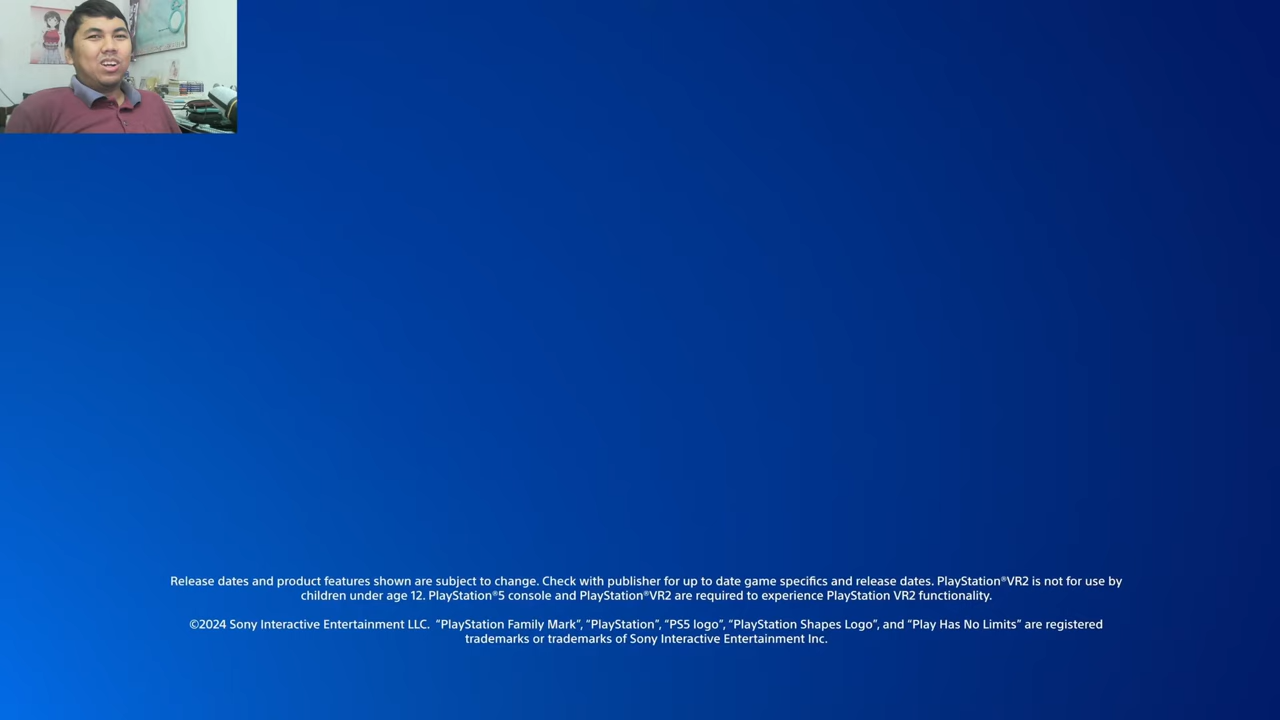 Release dates and product features shown are subject to change. Check with publisher for up to date game specifics and release dates. PlayStation®VR2 is not for use by
children under age 12. PlayStation®5 console and PlayStation®VR2 are required to experience PlayStation VR2 functionality.
©2024 Sony Interactive Entertainment LLC. “PlayStation Family Mark”, “PlayStation”, “PS5 logo”, “PlayStation Shapes Logo”, and “Play Has No Limits” are registered
trademarks or trademarks of Sony Interactive Entertainment Inc.